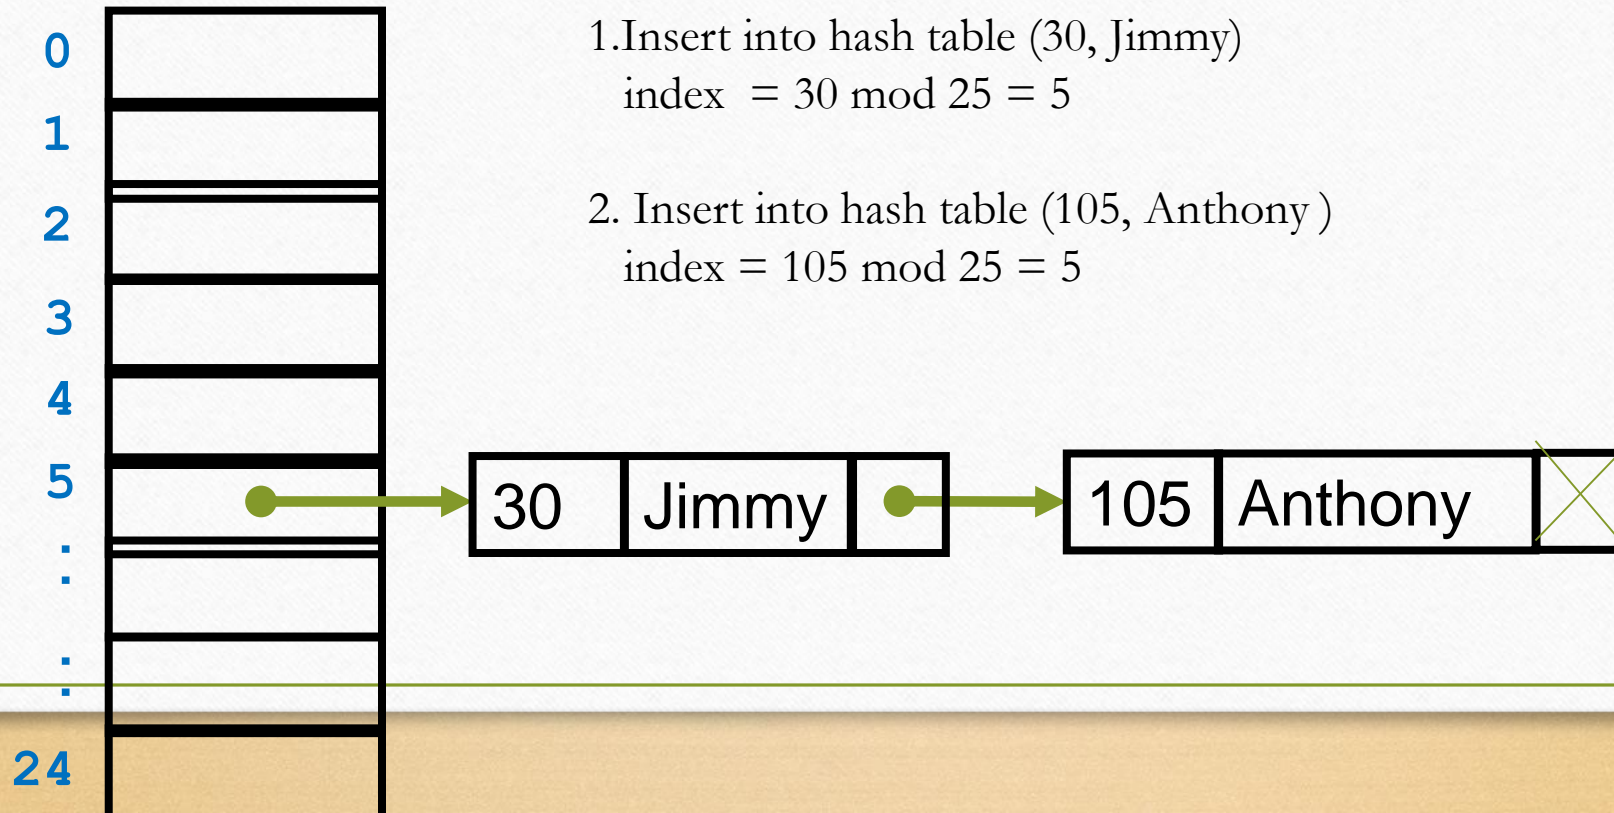 0
1
2
3
4
5
:
:
24
1.Insert into hash table (30, Jimmy)
index = 30 mod 25 = 5
2. Insert into hash table (105, Anthony )
index = 105 mod 25 = 5
30 Jimmy
105 Anthony